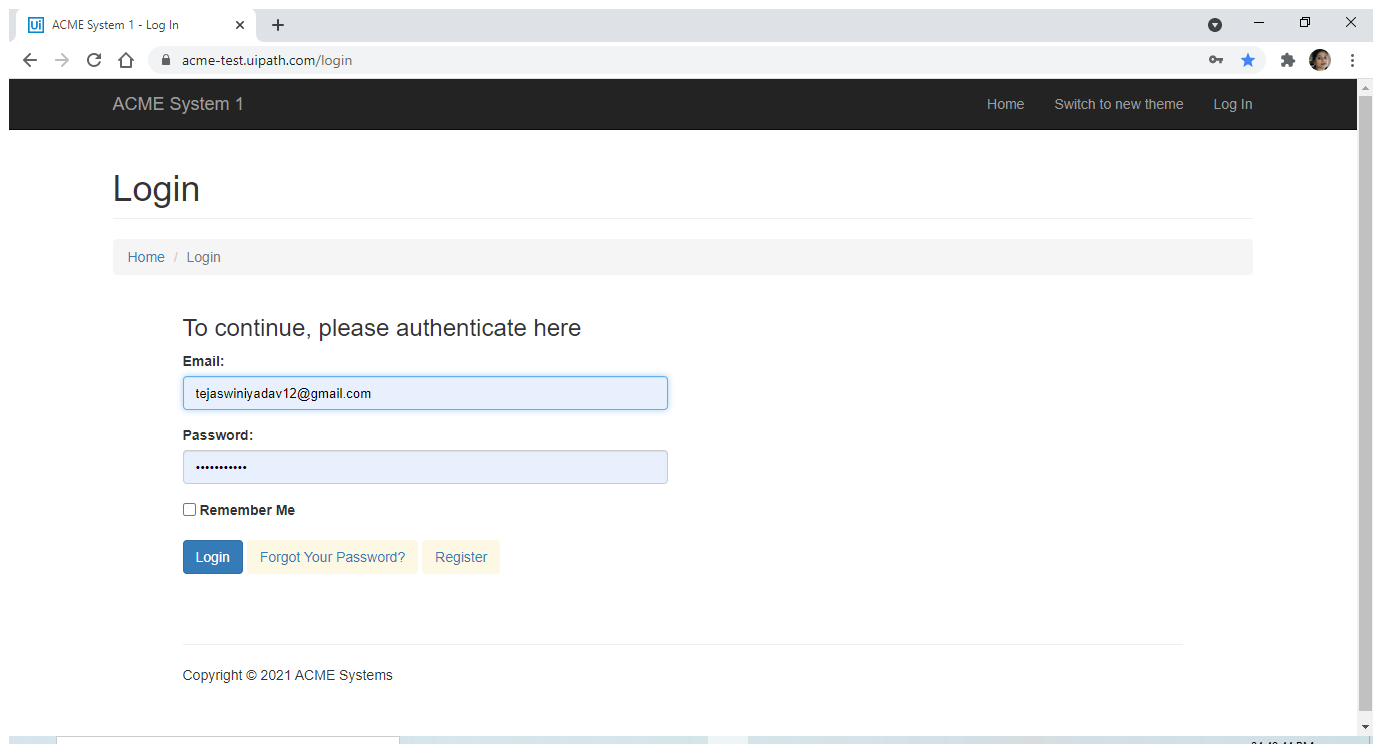 Ui ACME System 1 - Log In
acme-test.uipath.com/login
ACME System 1 Home Switch to new theme Log In
Login
Home / Login
To continue, please authenticate here
Email:
tejaswiniyadav12@gmail.com
Password:
•••••••••••
Remember Me
Login Forgot Your Password? Register
Copyright © 2021 ACME Systems